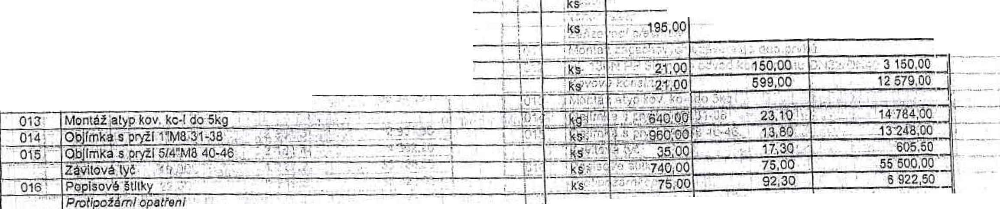 ks
ks 195,00
ks 21,00 150,00 3 150,00
ks 21,00 599,00 12 579,00
013 Montáž atyp kov. kc-í do 5kg kg 640,00 23,10 14 784,00
014 Objímka s pryží 1"M8 31-38 ks 960,00 13,80 13 248,00
015 Objímka s pryží 5/4"M8 40-46 ks 35,00 17,30 605,50
Závitová tyč ks 740,00 75,00 55 500,00
016 Popisové štítky ks 75,00 92,30 6 922,50
Protipožární opatření